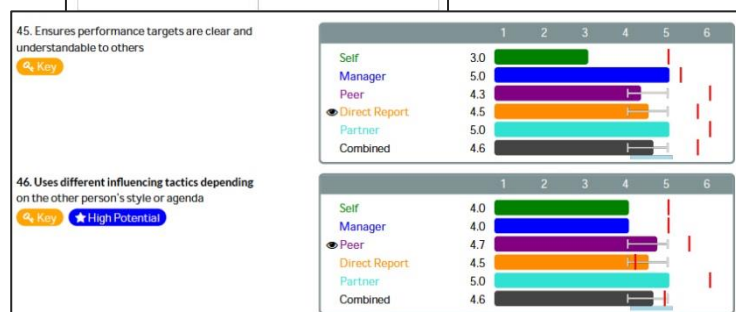 45. Ensures performance targets are clear and
understandable to others
Key
1 2 3 4 5 6
Self 3.0
Manager 5.0
Peer 4.3
Direct Report 4.5
Partner 5.0
Combined 4.6
46. Uses different influencing tactics depending
on the other person's style or agenda
Key High Potential
1 2 3 4 5 6
Self 4.0
Manager 4.0
Peer 4.7
Direct Report 4.5
Partner 5.0
Combined 4.6